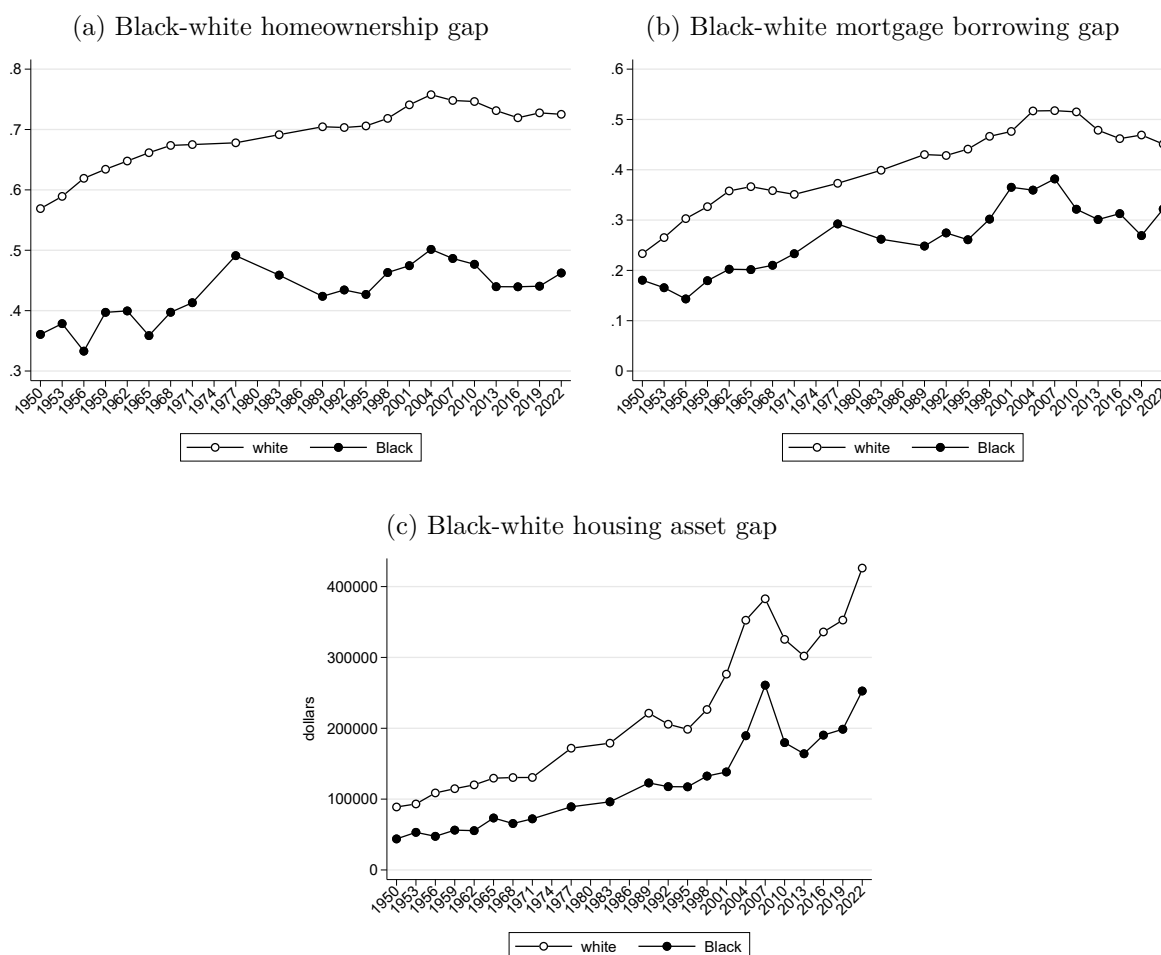 (a) Black-white homeownership gap
.8
.7
.6
.5
.4
.3
1950 1953 1956 1959 1962 1965 1968 1971 1974 1977 1980 1983 1986 1989 1992 1995 1998 2001 2004 2007 2010 2013 2016 2019 2022
white Black
(b) Black-white mortgage borrowing gap
.6
.5
.4
.3
.2
.1
0
1950 1953 1956 1959 1962 1965 1968 1971 1974 1977 1980 1983 1986 1989 1992 1995 1998 2001 2004 2007 2010 2013 2016 2019 2022
white Black
(c) Black-white housing asset gap
dollars
400000
300000
200000
100000
0
1950 1953 1956 1959 1962 1965 1968 1971 1974 1977 1980 1983 1986 1989 1992 1995 1998 2001 2004 2007 2010 2013 2016 2019 2022
white Black